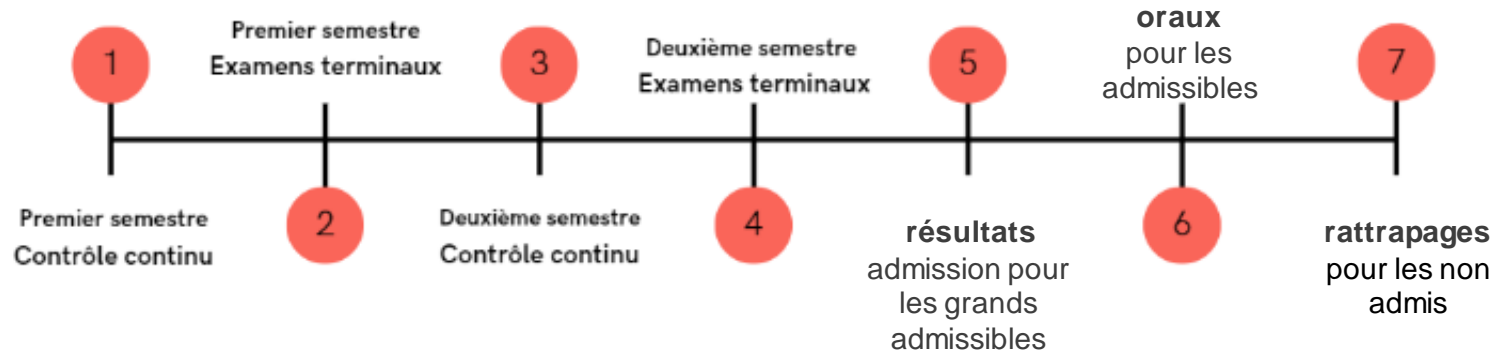 1
Premier semestre
Contrôle continu
Premier semestre
Examens terminaux
2
3
Deuxième semestre
Contrôle continu
Deuxième semestre
Examens terminaux
4
5
résultats
admission pour
les grands
admissibles
oraux
pour les
admissibles
6
7
rattrapages
pour les non
admis